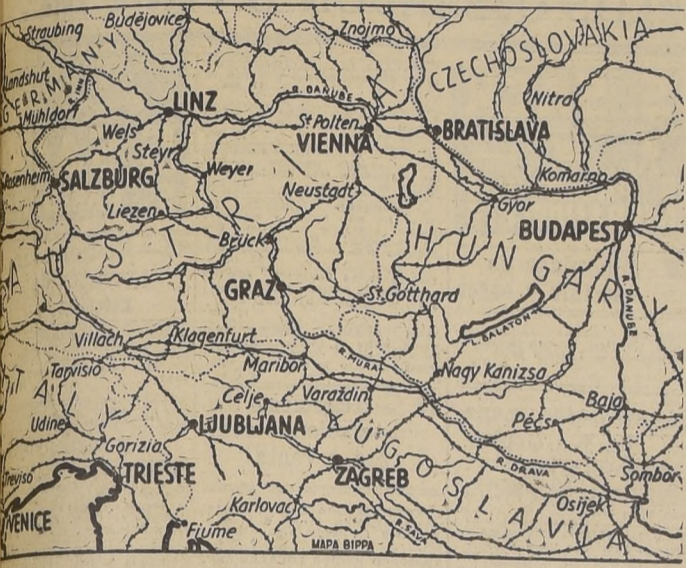 Straubing
Budějovice
Znojmo
CZECHOSLOVAKIA
Landshut
GERMANY
R. INN
Mühldorf
LINZ
R. DANUBE
Nitra
Wels
St Polten
VIENNA
BRATISLAVA
Steyr
Weyer
SALZBURG
Neustadt
Komarno
Liezen
Gyor
BUDAPEST
Bruck
HUNGARY
GRAZ
St. Gotthard
R. DANUBE
L. BALATON
Villach
Klagenfurt
R. MURA
Tarvisio
Maribor
Nagy Kanizsa
Celje
Varaždin
Baja
Udine
LJUBLJANA
Pécs
YUGOSLAVIA
Gorizia
R. DRAVA
Treviso
TRIESTE
ZAGREB
Sombor
VENICE
Karlovac
Osijek
Fiume
R. SAVA
MAPA BIPPA